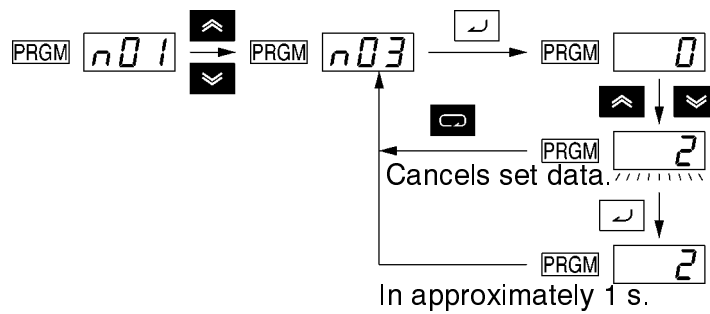 PRGM n01 PRGM n03 PRGM 0
PRGM 2
Cancels set data.
PRGM 2
In approximately 1 s.